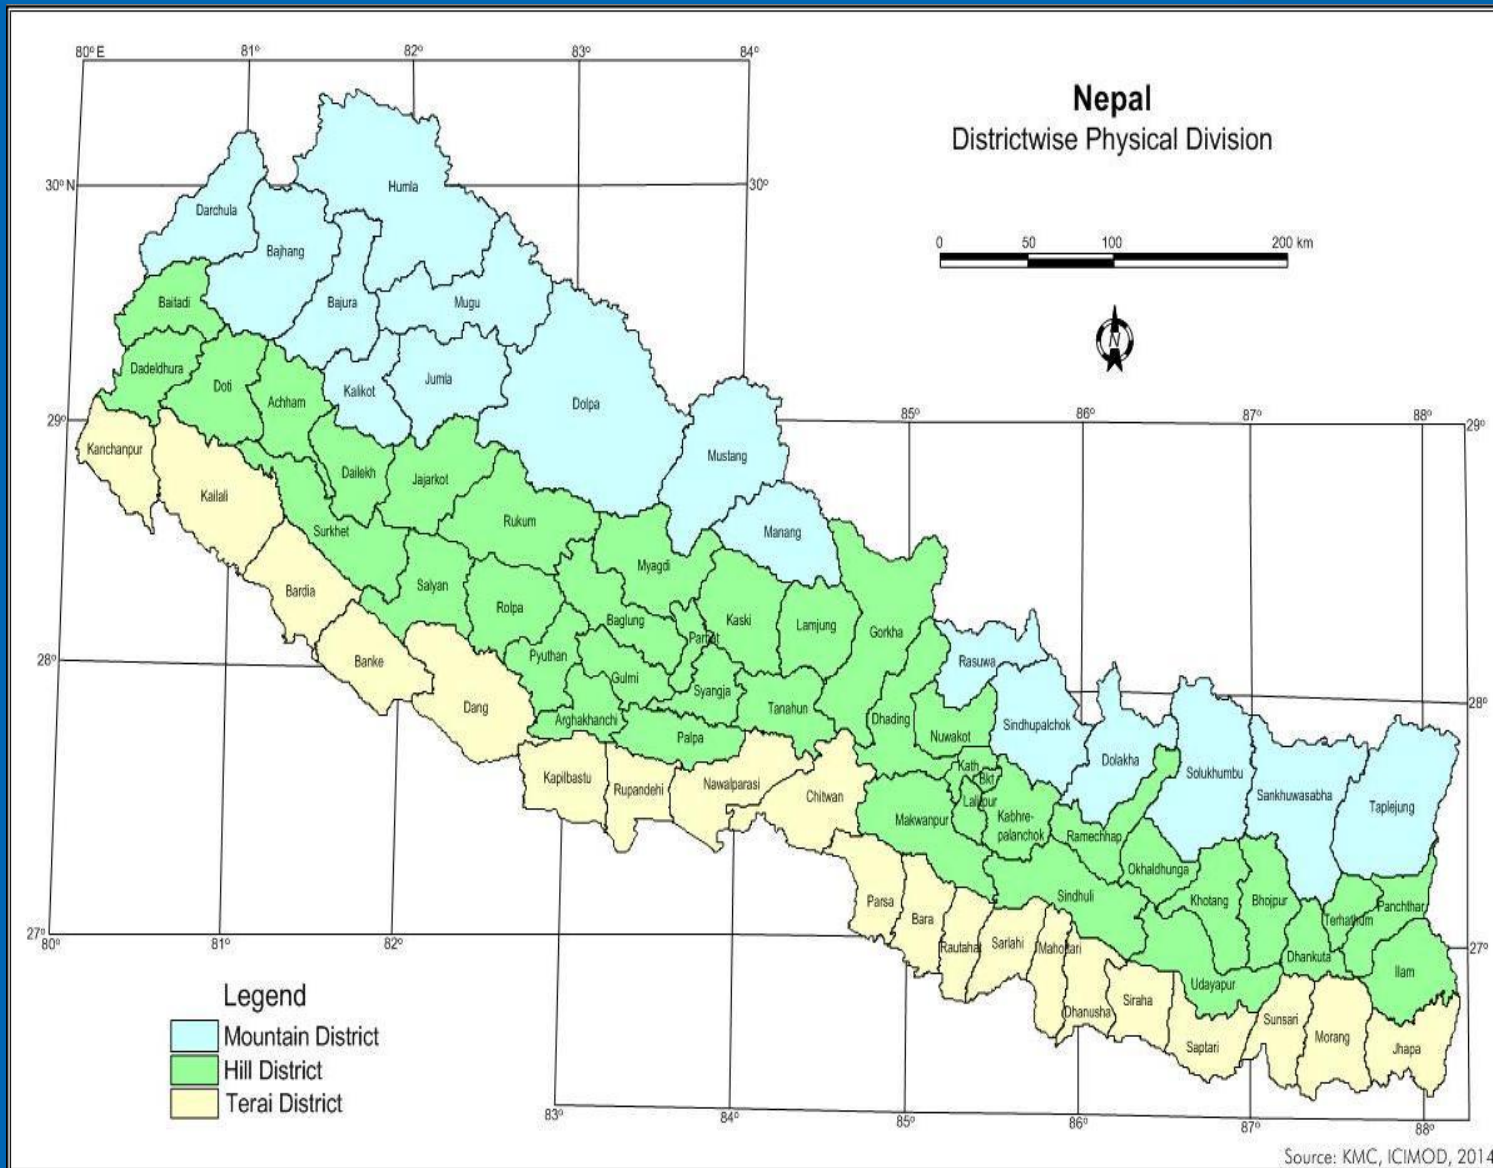 80° E 81° 82° 83° 84°
Nepal
Districtwise Physical Division
30° N 30°
0 50 100 200 km
N
Humla
Darchula
Bajhang
Bajura
Mugu
Baitadi
Dadeldhura
Doti
Achham
Kalikot
Jumla
Dolpa
29° 85° 86° 87° 88° 29°
Kanchanpur
Kailali
Dailekh
Jajarkot
Mustang
Surkhet
Rukum
Manang
Bardia
Salyan
Rolpa
Myagdi
Baglung
Parbat
Kaski
Lamjung
Gorkha
28° 28°
Banke
Pyuthan
Gulmi
Syangja
Rasuwa
Dang
Arghakhanchi
Palpa
Tanahun
Dhading
Nuwakot
Sindhupalchok
Dolakha
Solukhumbu
Sankhuwasabha
Taplejung
Kapilbastu
Rupandehi
Nawalparasi
Chitwan
Kath
Bkt
Lalitpur
Kabhre-
palanchok
Makwanpur
Ramechhap
Okhaldhunga
Sindhuli
Khotang
Bhojpur
Terhathum
Panchthar
Parsa
Bara
Rautahat
Sarlahi
Mahottari
Dhankuta
Ilam
27° 27°
80° 81° 82°
Dhanusha
Siraha
Udayapur
Saptari
Sunsari
Morang
Jhapa
Legend
Mountain District
Hill District
Terai District
83° 84° 85° 86° 87° 88°
Source: KMC, ICIMOD, 2014